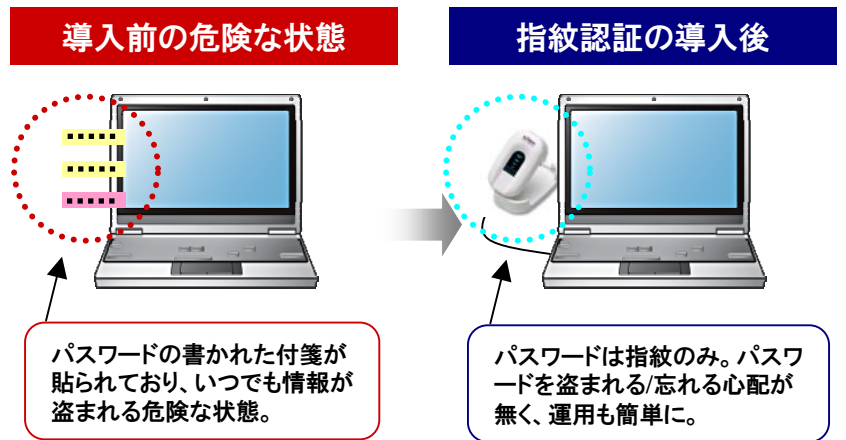 導入前の危険な状態
指紋認証の導入後
パスワードの書かれた付箋が
貼られており、いつでも情報が
盗まれる危険な状態。
パスワードは指紋のみ。パスワ
ードを盗まれる/忘れる心配が
無く、運用も簡単に。